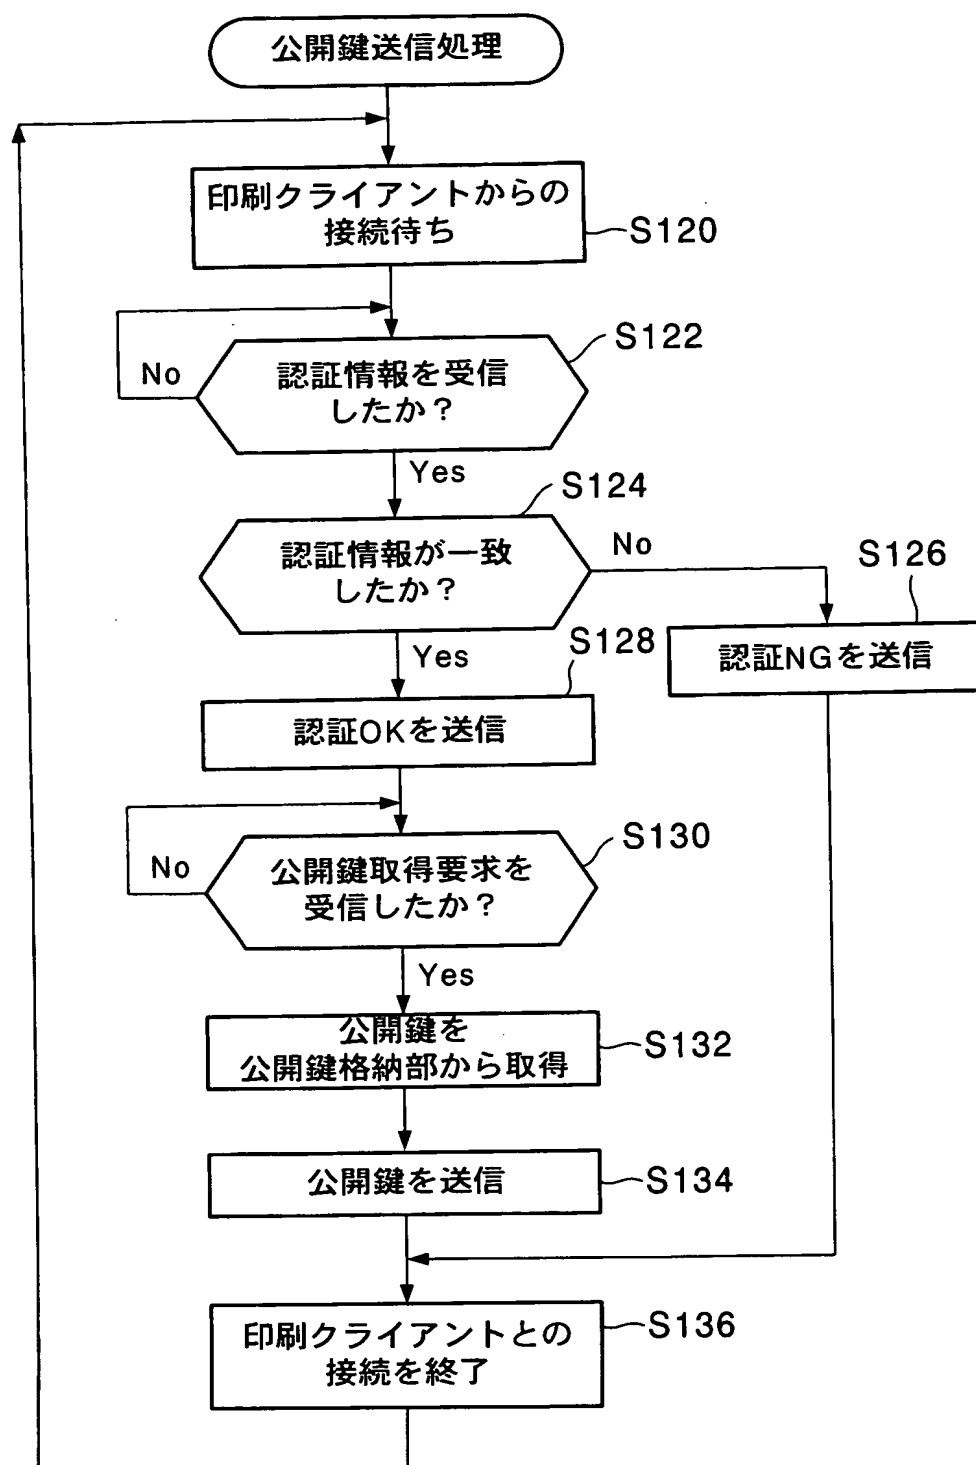 公開鍵送信処理
印刷クライアントからの
接続待ち
S120
S122
認証情報を受信
したか？
No
Yes
S124
認証情報が一致
したか？
No
S126
認証NGを送信
Yes
S128
認証OKを送信
S130
公開鍵取得要求を
受信したか？
No
Yes
公開鍵を
公開鍵格納部から取得
S132
公開鍵を送信
S134
印刷クライアントとの
接続を終了
S136